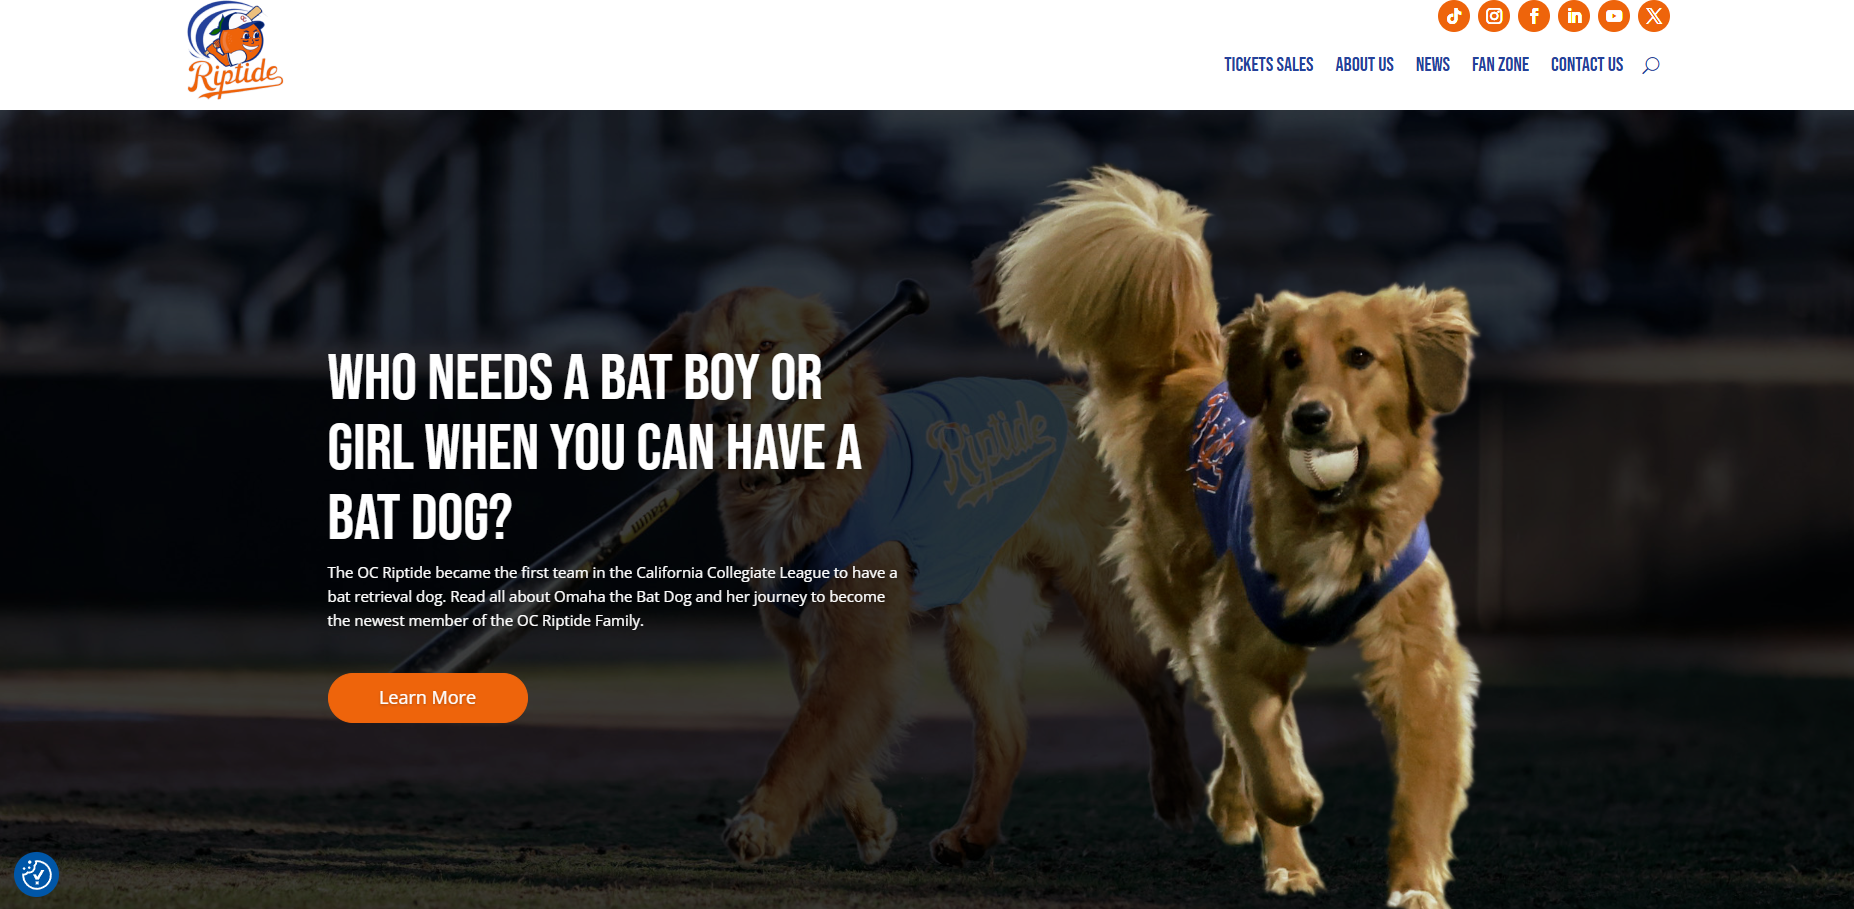 Riptide
TICKETS SALES ABOUT US NEWS FAN ZONE CONTACT US
WHO NEEDS A BAT BOY OR
GIRL WHEN YOU CAN HAVE A
BAT DOG?
Riptide
The OC Riptide became the first team in the California Collegiate League to have a
bat retrieval dog. Read all about Omaha the Bat Dog and her journey to become
the newest member of the OC Riptide Family.
Learn More